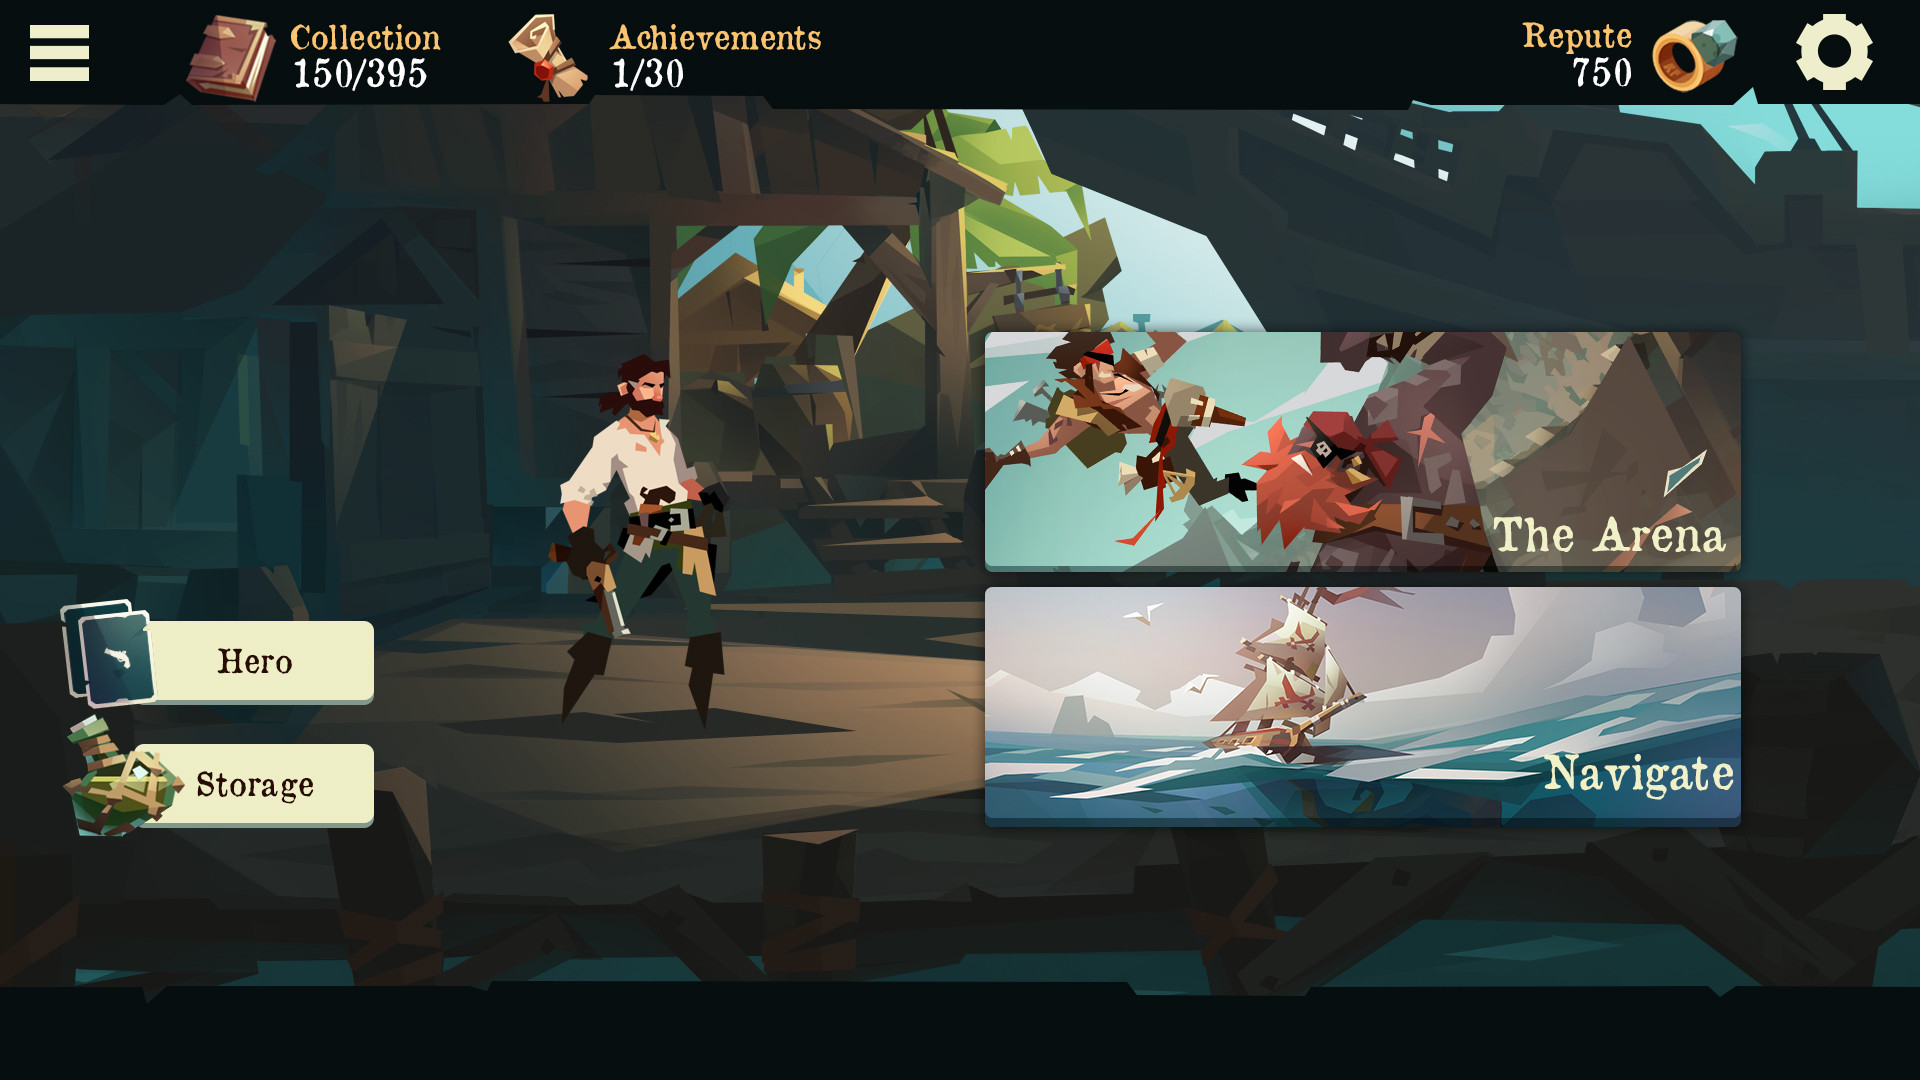 Collection
150/395
Achievements
1/30
Repute
750
The Arena
Hero
Navigate
Storage